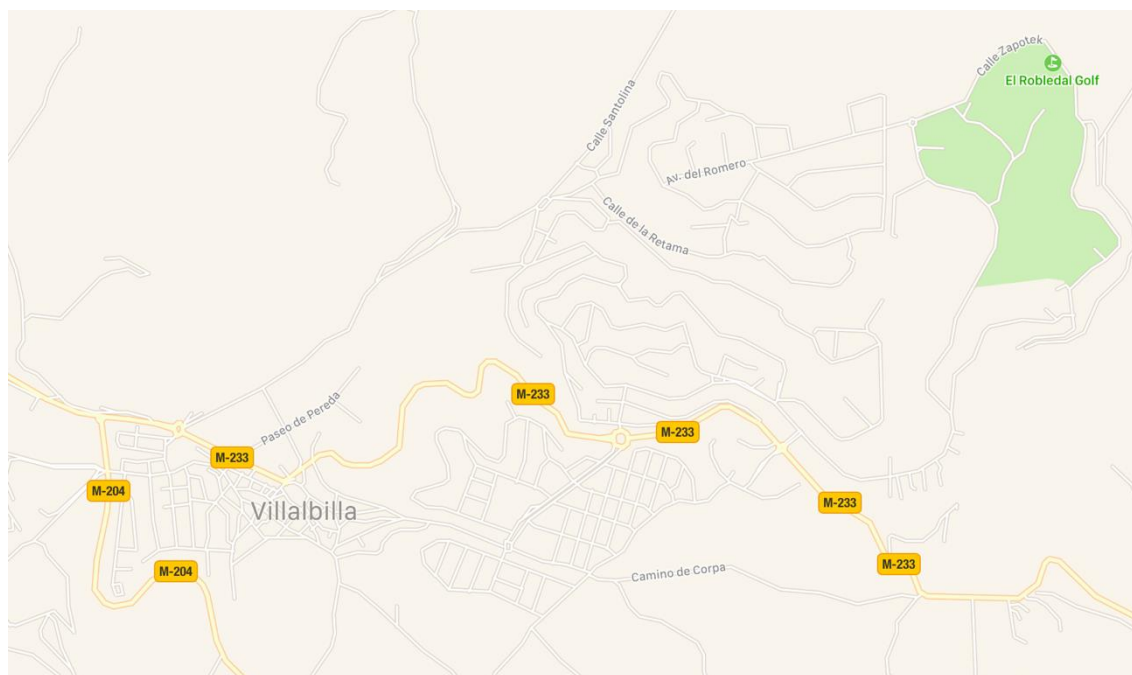 Calle Zapotek
El Robledal Golf
Calle Santolina
Av. del Romero
Calle de la Retama
M-233
Paseo de Pereda
M-233
M-233
M-204
M-233
Villalbilla
M-204
Camino de Corpa
M-233